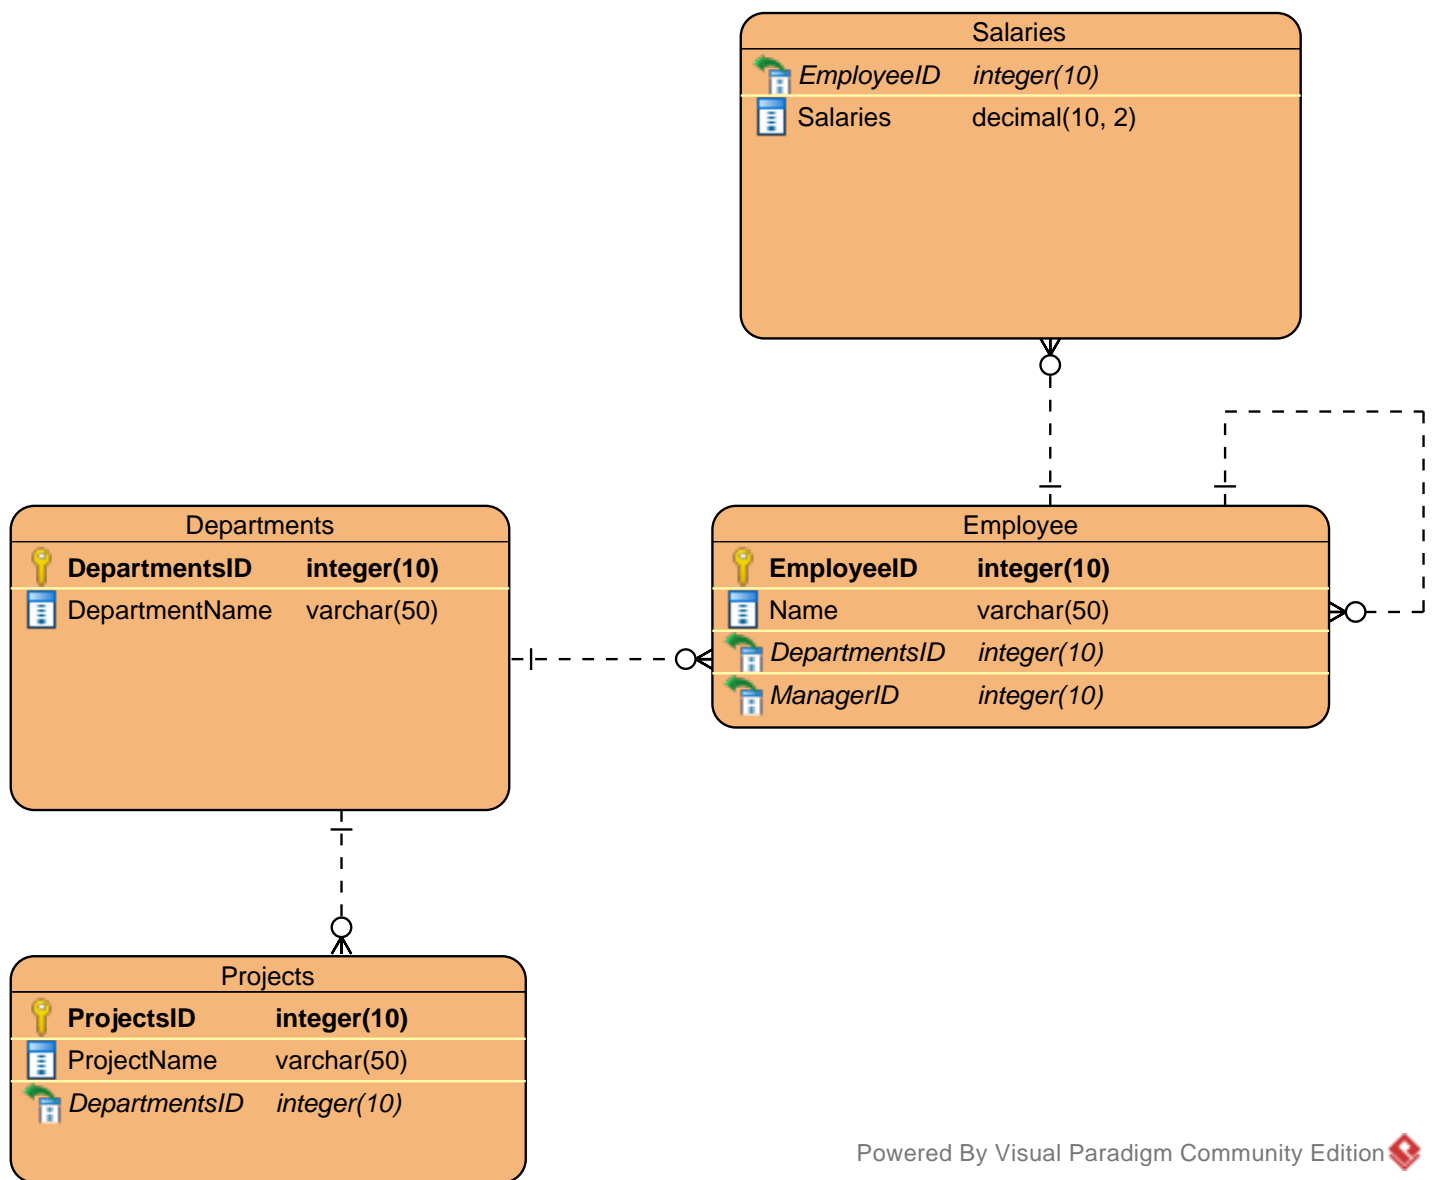 Salaries
EmployeeID integer(10)
Salaries decimal(10, 2)
Departments
DepartmentsID integer(10)
DepartmentName varchar(50)
Employee
EmployeeID integer(10)
Name varchar(50)
DepartmentsID integer(10)
ManagerID integer(10)
Projects
ProjectsID integer(10)
ProjectName varchar(50)
DepartmentsID integer(10)
Powered By Visual Paradigm Community Edition